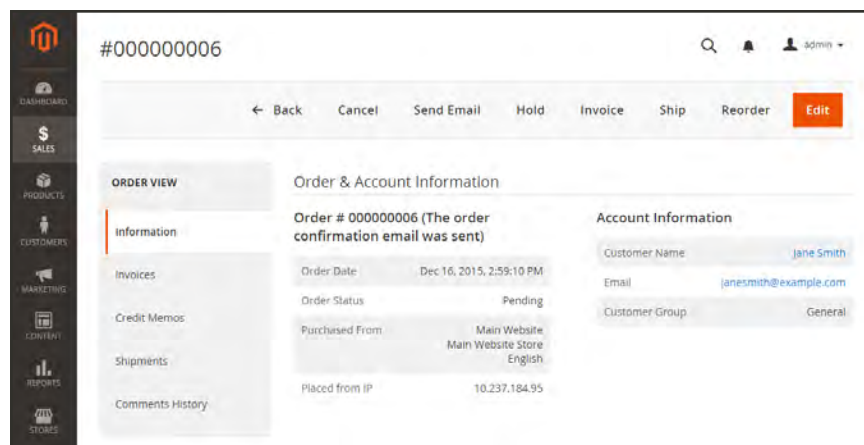 #000000006
admin
DASHBOARD
$
SALES
PRODUCTS
CUSTOMERS
MARKETING
CONTENT
REPORTS
STORES
← Back Cancel Send Email Hold Invoice Ship Reorder Edit
ORDER VIEW
Information
Invoices
Credit Memos
Shipments
Comments History
Order & Account Information
Order # 000000006 (The order
confirmation email was sent)
Order Date Dec 16, 2015, 2:59:10 PM
Order Status Pending
Purchased From Main Website
Main Website Store
English
Placed from IP 10.237.184.95
Account Information
Customer Name Jane Smith
Email janesmith@example.com
Customer Group General